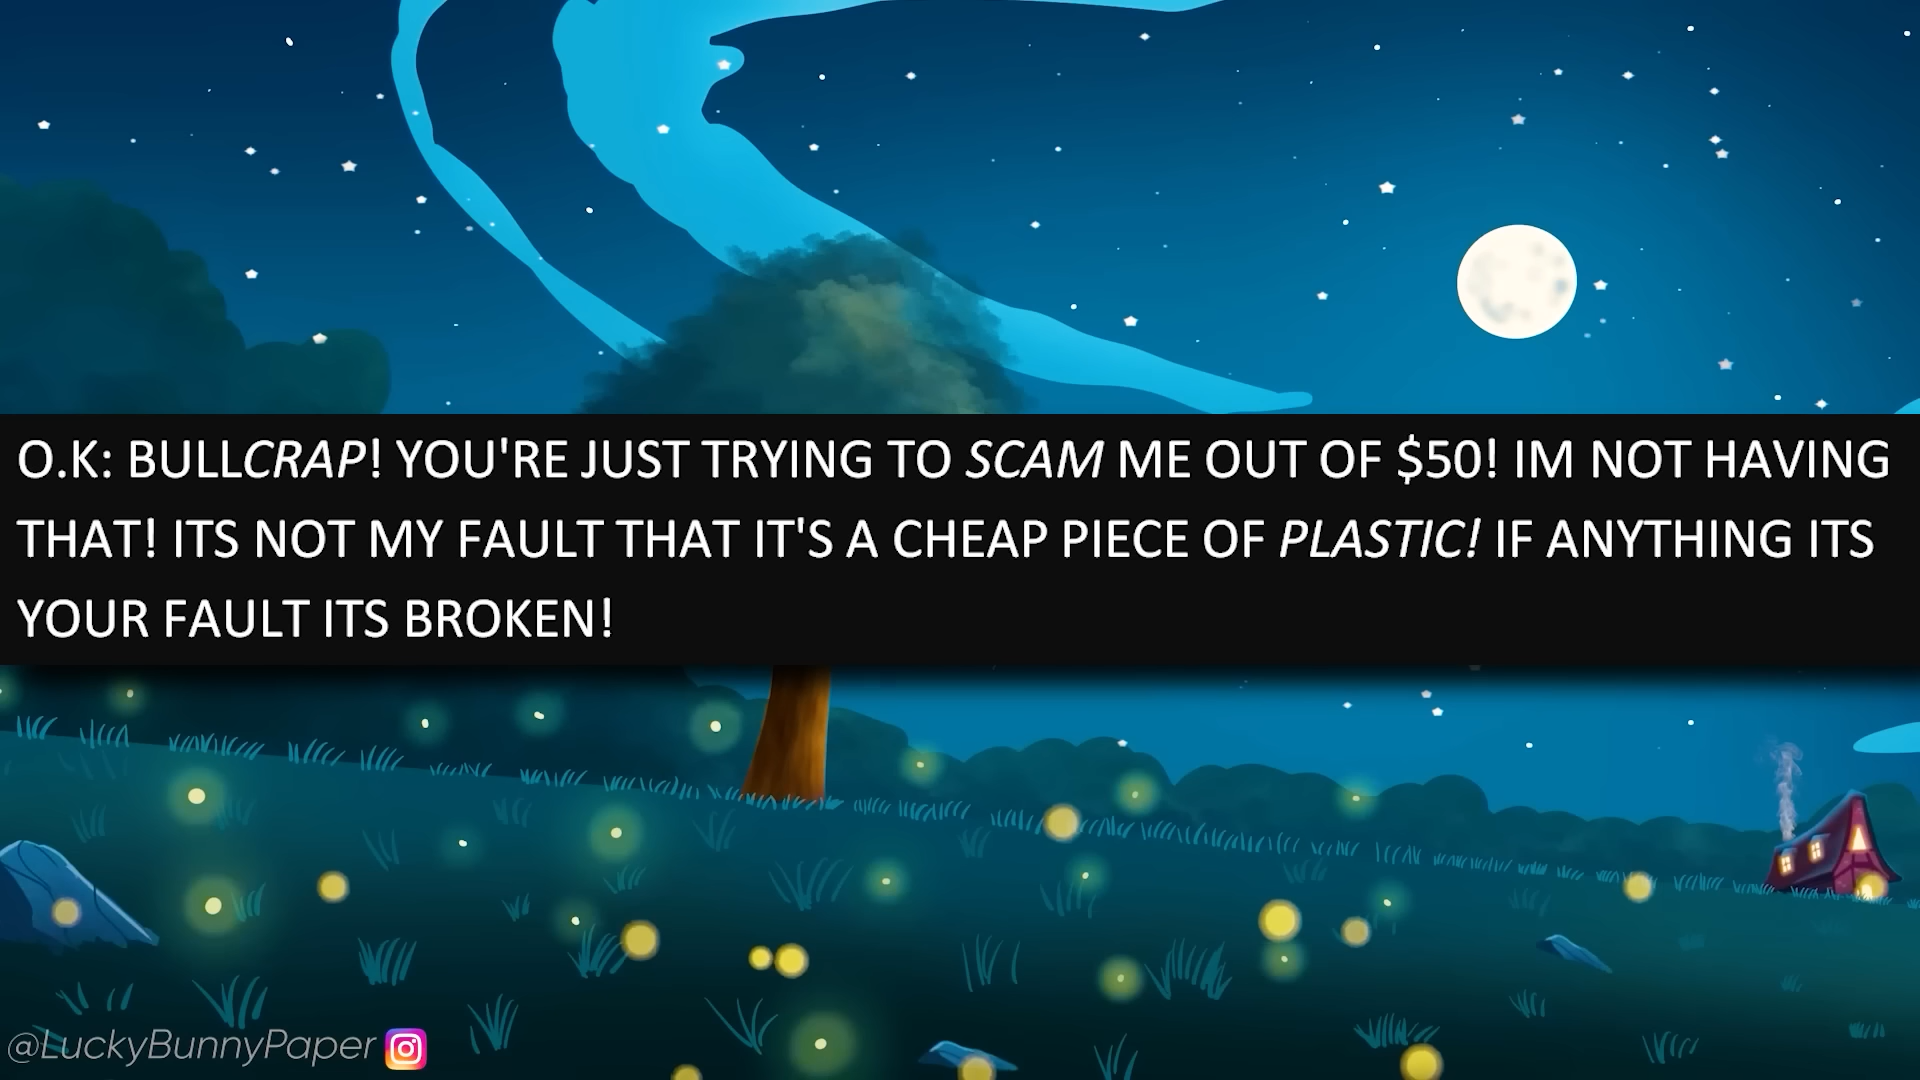 O.K: BULLCRAP! YOU'RE JUST TRYING TO SCAM ME OUT OF $50! IM NOT HAVING
THAT! ITS NOT MY FAULT THAT IT'S A CHEAP PIECE OF PLASTIC! IF ANYTHING ITS
YOUR FAULT ITS BROKEN!
@LuckyBunnyPaper